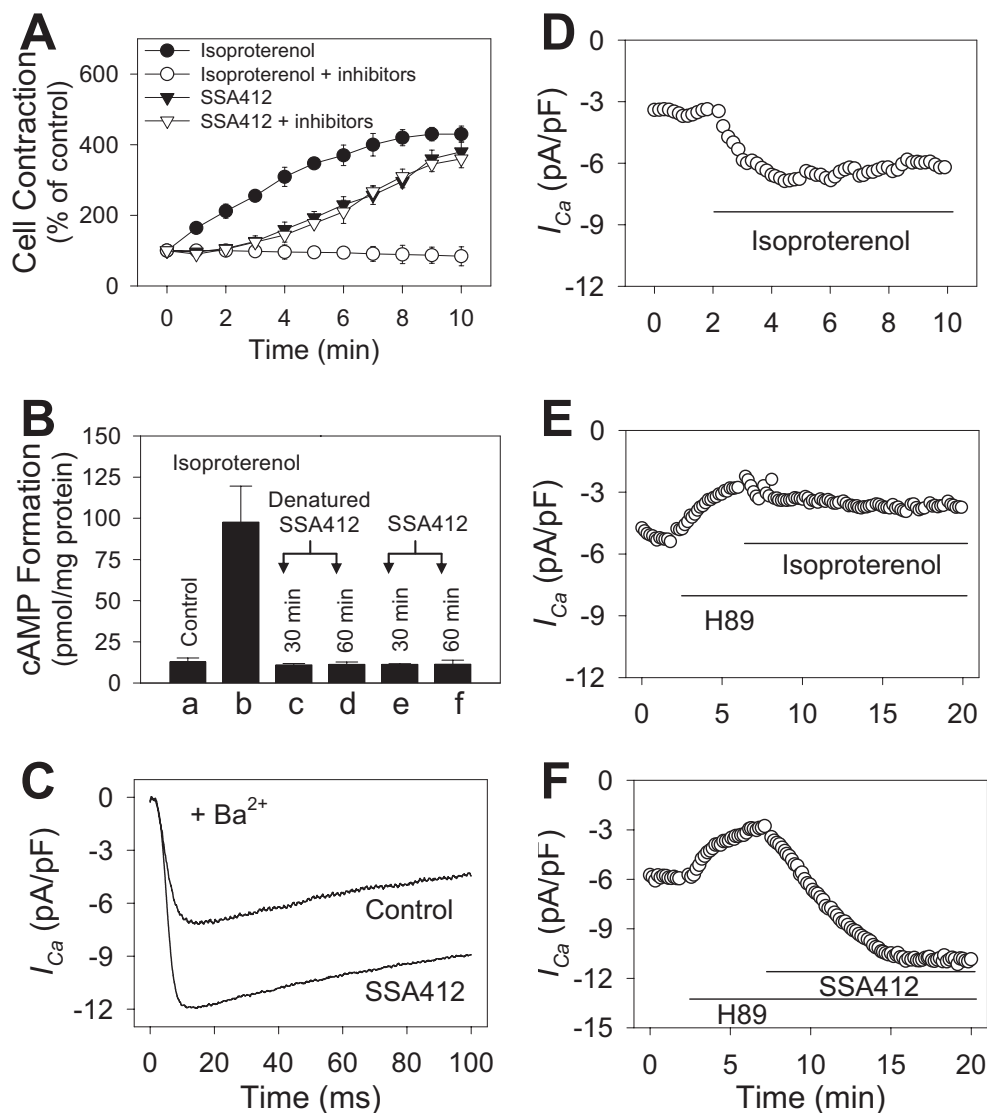 A
Isoproterenol
Isoproterenol + inhibitors
SSA412
SSA412 + inhibitors
600
400
200
0
Cell Contraction
(% of control)
0 2 4 6 8 10
Time (min)
B
150
125
100
75
50
25
0
cAMP Formation
(pmol/mg protein)
Isoproterenol
Denatured
SSA412
SSA412
Control
30 min
60 min
30 min
60 min
a b c d e f
C
0
-3
-6
-9
-12
I_Ca (pA/pF)
+ Ba²⁺
Control
SSA412
0 20 40 60 80 100
Time (ms)
D
0
-3
-6
-9
-12
I_Ca (pA/pF)
Isoproterenol
0 2 4 6 8 10
E
0
-3
-6
-9
-12
I_Ca (pA/pF)
Isoproterenol
H89
0 5 10 15 20
F
0
-3
-6
-9
-12
-15
I_Ca (pA/pF)
SSA412
H89
0 5 10 15 20
Time (min)